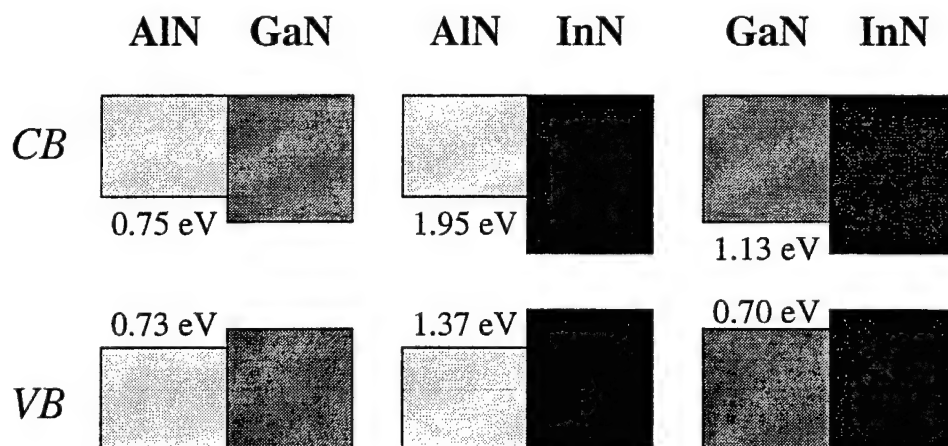 AlN GaN AlN InN GaN InN
CB
0.75 eV 1.95 eV 1.13 eV
0.73 eV 1.37 eV 0.70 eV
VB